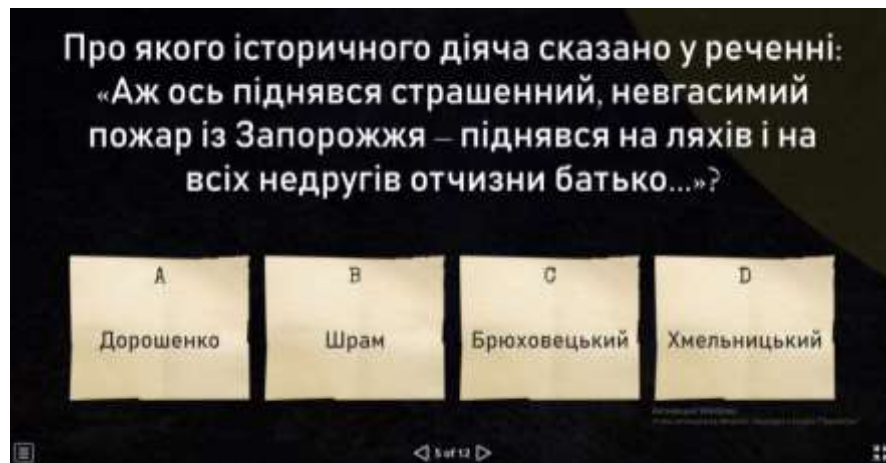 Про якого історичного діяча сказано у реченні:
«Аж ось піднявся страшенний, невгасимий
пожар із Запорожжя – піднявся на ляхів і на
всіх недругів отчизни батько...»?
A
B
C
D
Дорошенко
Шрам
Брюховецький
Хмельницький
5 of 12